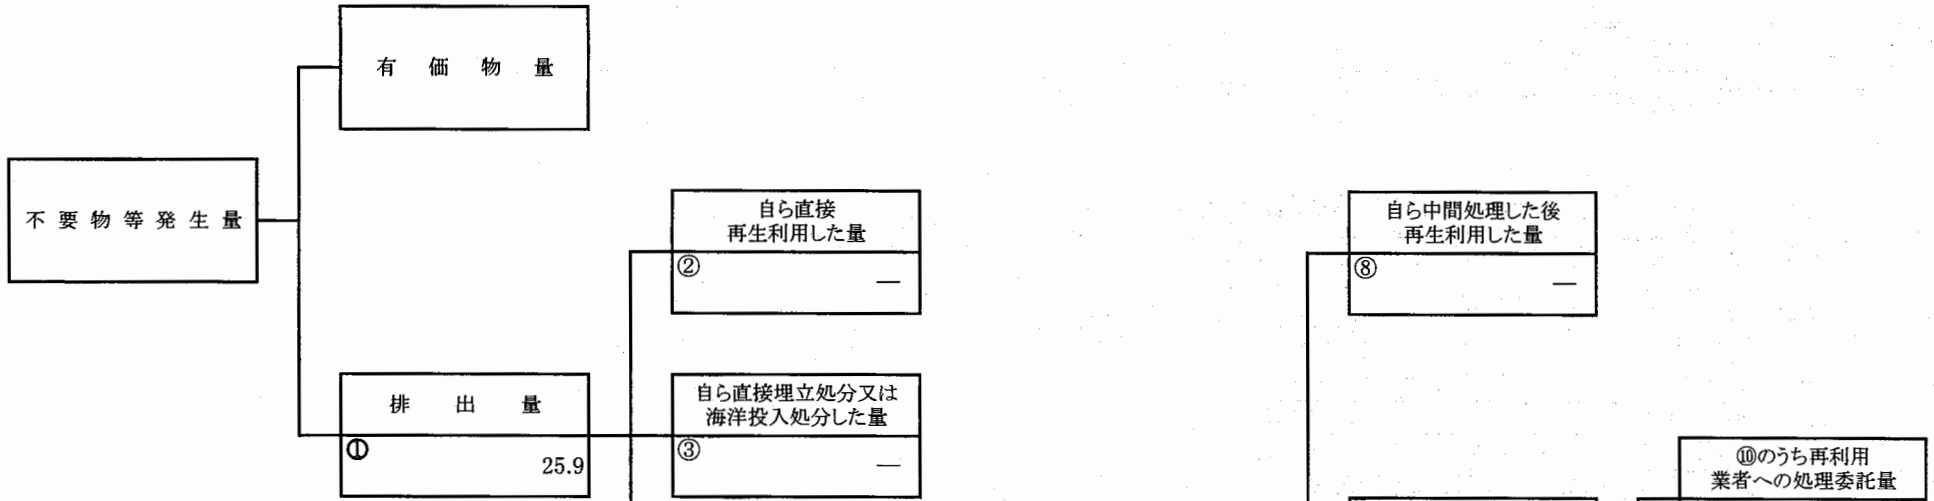 有価物量
不要物等発生量
自ら直接
再生利用した量
②
—
自ら中間処理した後
再生利用した量
⑧
—
排出量
①
25.9
自ら直接埋立処分又は
海洋投入処分した量
③
—
⑩のうち再利用
業者への処理委託量